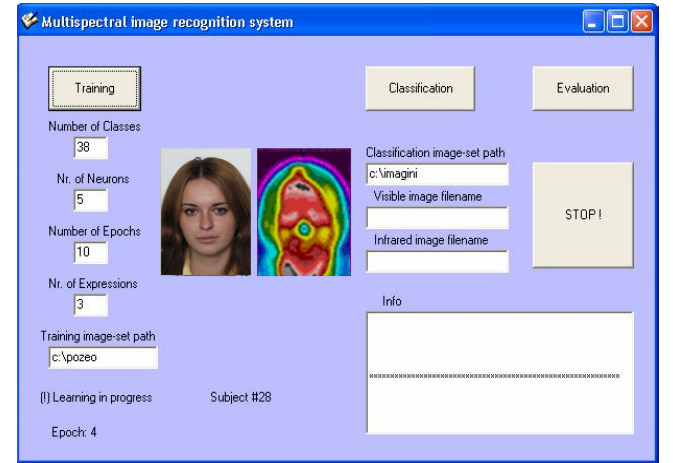 Multispectral image recognition system
Training
Classification
Evaluation
Number of Classes
38
Nr. of Neurons
5
Number of Epochs
10
Nr. of Expressions
3
Training image-set path
c:\pozeo
(!) Learning in progress
Subject #28
Epoch: 4
Classification image-set path
c:\imagini
Visible image filename
Infrared image filename
STOP!
Info